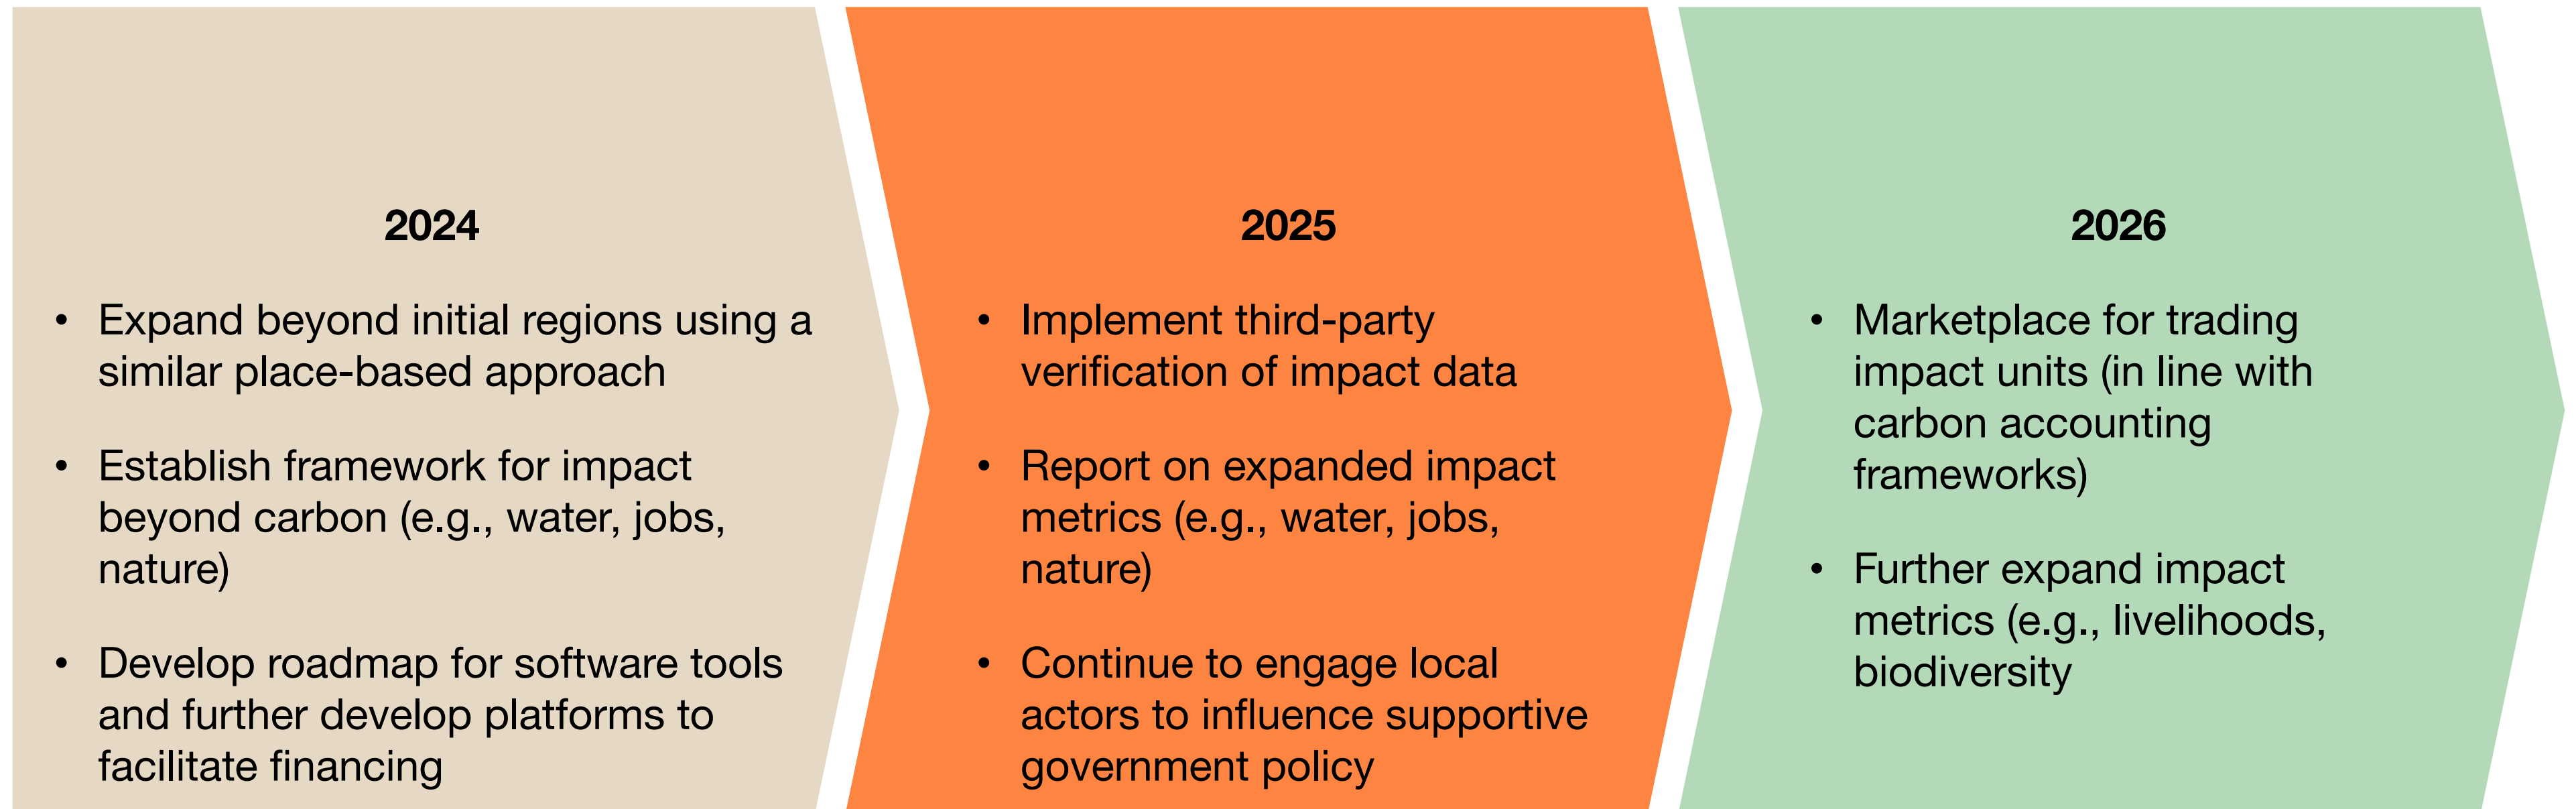 2024
• Expand beyond initial regions using a
similar place-based approach
• Establish framework for impact
beyond carbon (e.g., water, jobs,
nature)
• Develop roadmap for software tools
and further develop platforms to
facilitate financing
2025
• Implement third-party
verification of impact data
• Report on expanded impact
metrics (e.g., water, jobs,
nature)
• Continue to engage local
actors to influence supportive
government policy
2026
• Marketplace for trading
impact units (in line with
carbon accounting
frameworks)
• Further expand impact
metrics (e.g., livelihoods,
biodiversity